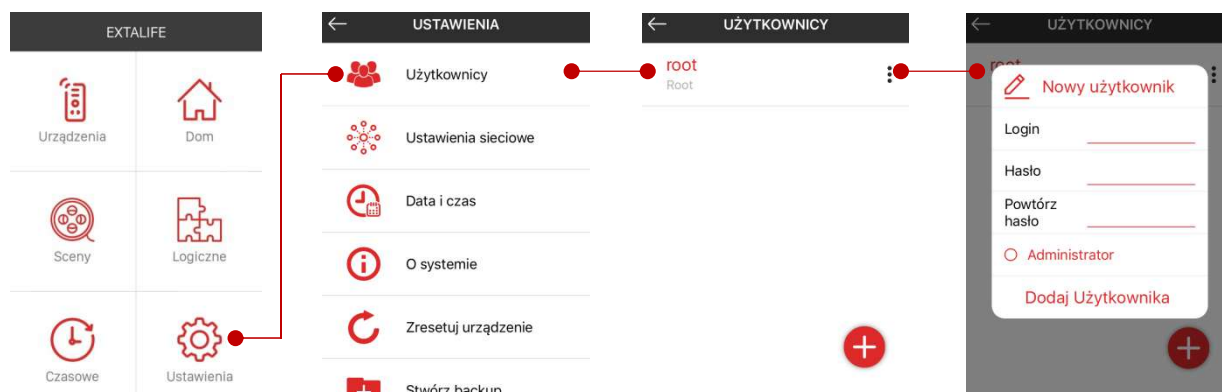 EXTALIFE
Urządzenia
Dom
Sceny
Logiczne
Czasowe
Ustawienia
USTAWIENIA
Użytkownicy
Ustawienia sieciowe
Data i czas
O systemie
Zresetuj urządzenie
Stwórz backup
UŻYTKOWNICY
root
Root
UŻYTKOWNICY
root
Nowy użytkownik
Login
Hasło
Powtórz
hasło
Administrator
Dodaj Użytkownika